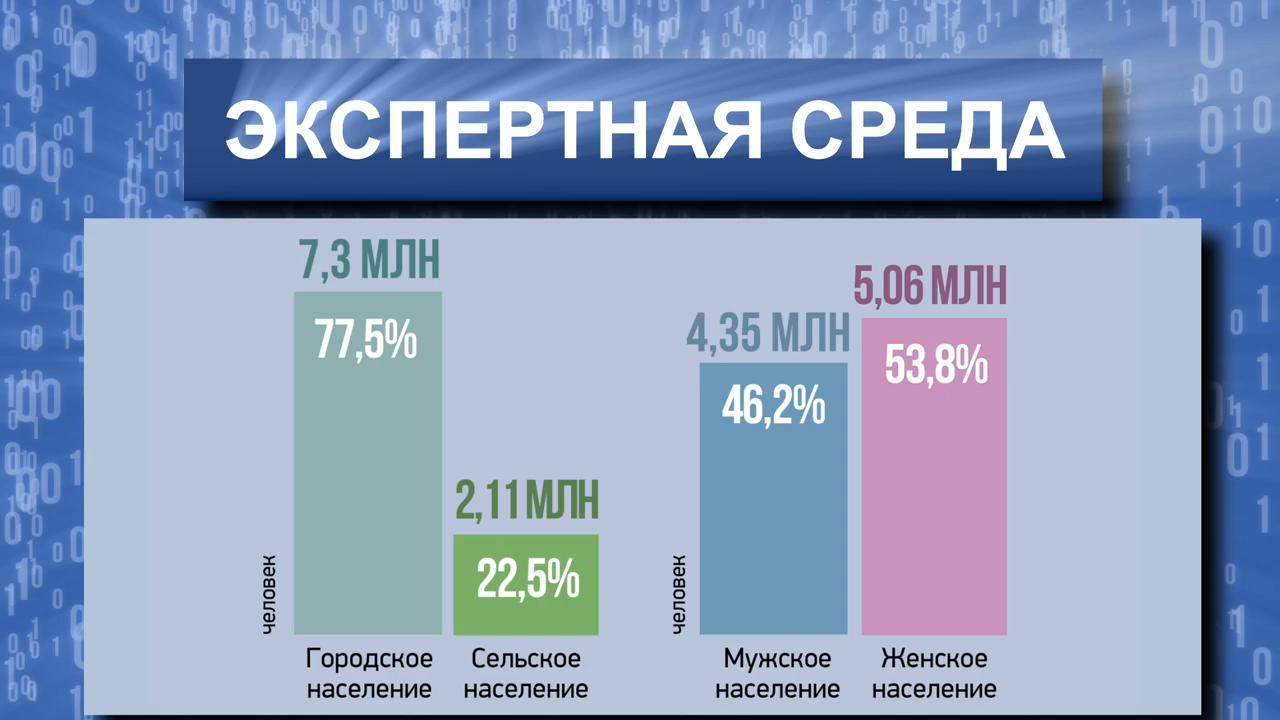 ЭКСПЕРТНАЯ СРЕДА
7,3 МЛН
77,5%
2,11 МЛН
22,5%
человек
Городское
население
Сельское
население
4,35 МЛН
46,2%
5,06 МЛН
53,8%
человек
Мужское
население
Женское
население